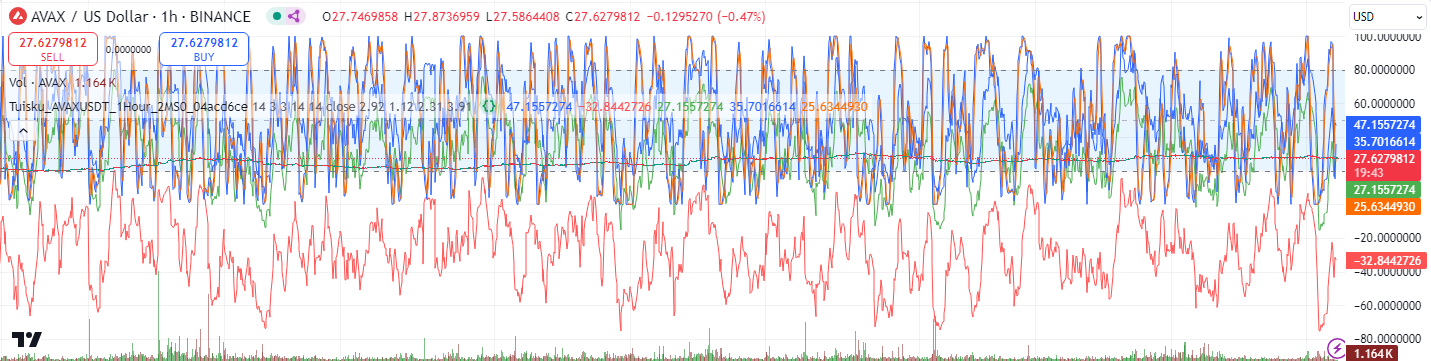 AVAX / US Dollar · 1h · BINANCE O27.7469858 H27.8736959 L27.5864408 C27.6279812 −0.1295270 (−0.47%)
USD
27.6279812
SELL
0.0000000
27.6279812
BUY
Vol · AVAX 1.164 K
Tuisku_AVAXUSDT_1Hour_2MS0_04acd6ce 14 3 3 14 14 close 2.92 1.12 2.31 3.91 47.1557274 −32.8442726 27.1557274 35.7016614 25.6344930
100.0000000
80.0000000
60.0000000
47.1557274
35.7016614
27.6279812
19:43
27.1557274
25.6344930
−20.0000000
−32.8442726
−40.0000000
−60.0000000
−80.0000000
1.164 K